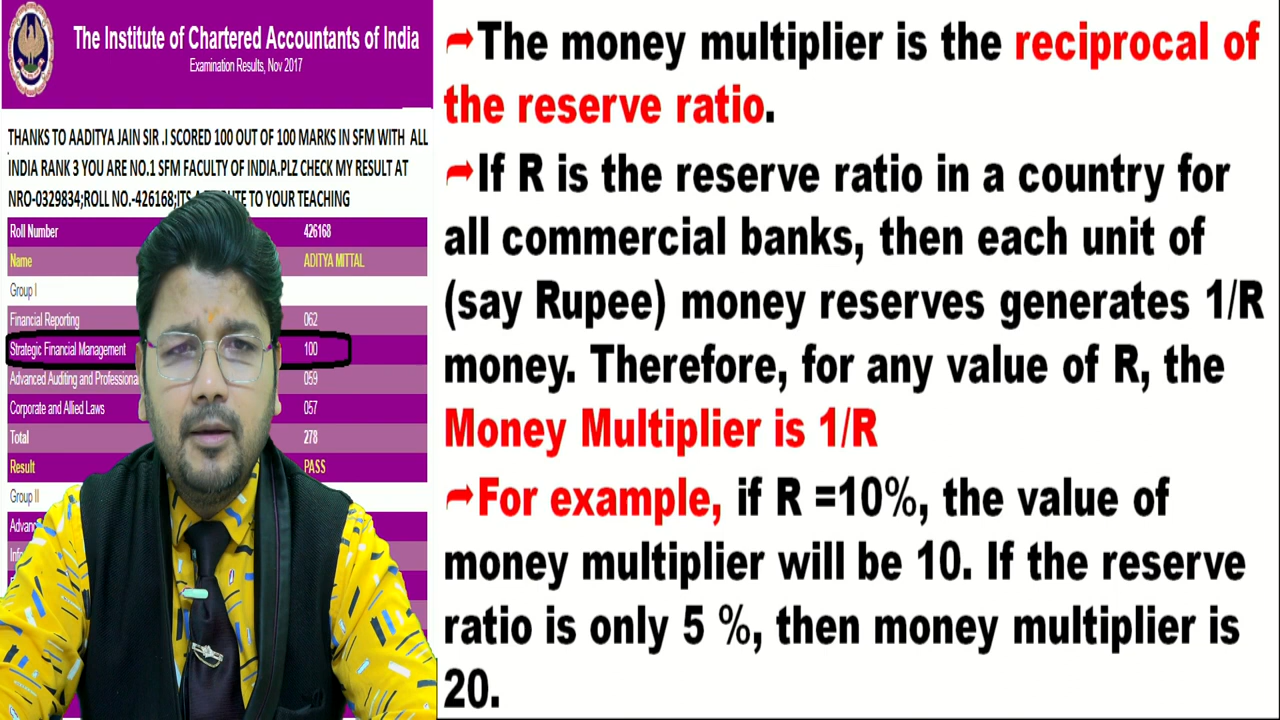 The Institute of Chartered Accountants of India
Examination Results, Nov 2017
THANKS TO AADITYA JAIN SIR .I SCORED 100 OUT OF 100 MARKS IN SFM WITH ALL
INDIA RANK 3 YOU ARE NO.1 SFM FACULTY OF INDIA.PLZ CHECK MY RESULT AT
NRO-0329834;ROLL NO.-426168;ITS TO YOUR TEACHING
Roll Number 426168
Name ADITYA MITTAL
Group I
Financial Reporting 062
Strategic Financial Management 100
Advanced Auditing and 059
Corporate and Allied Laws 057
Total 278
Result PASS
Group II
➦The money multiplier is the reciprocal of
the reserve ratio.
➦If R is the reserve ratio in a country for
all commercial banks, then each unit of
(say Rupee) money reserves generates 1/R
money. Therefore, for any value of R, the
Money Multiplier is 1/R
➦For example, if R =10%, the value of
money multiplier will be 10. If the reserve
ratio is only 5 %, then money multiplier is
20.